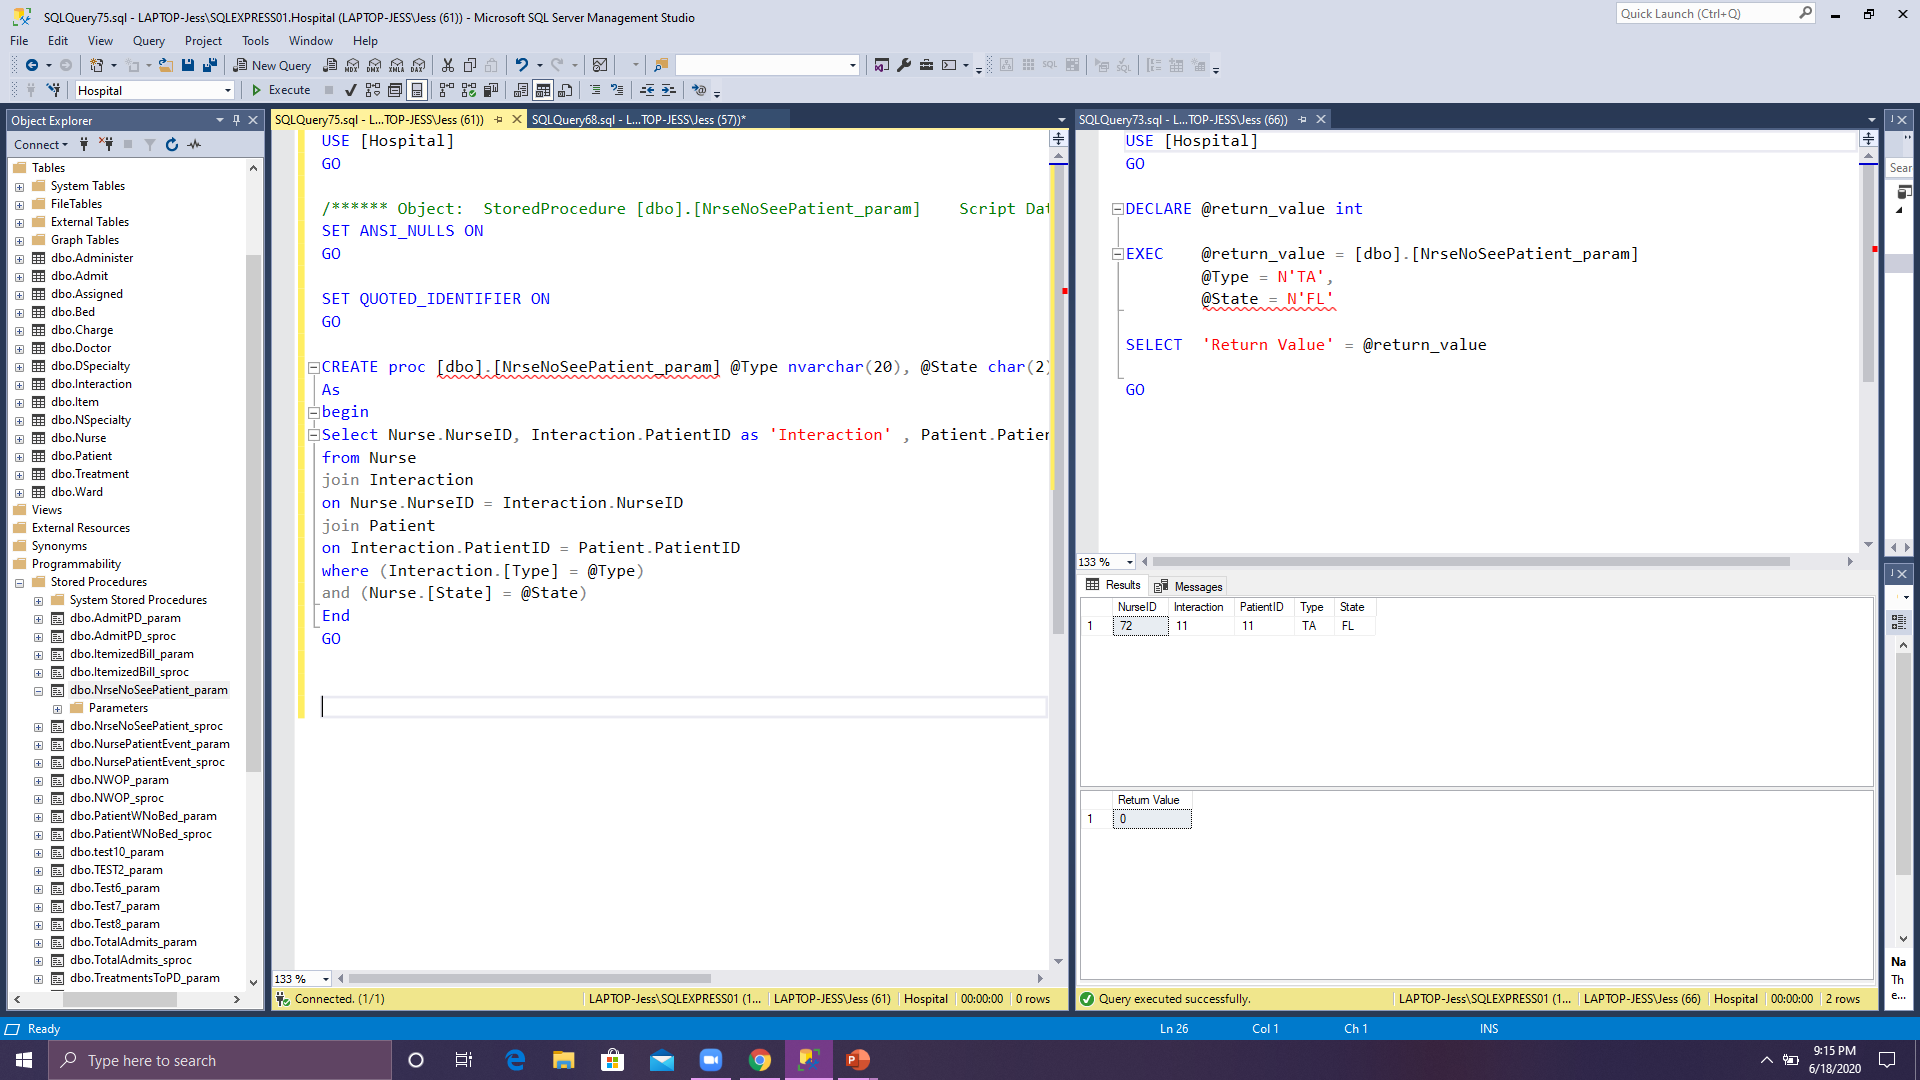 SQLQuery75.sql - LAPTOP-Jess\SQLEXPRESS01.Hospital (LAPTOP-JESS\Jess (61)) - Microsoft SQL Server Management Studio
Quick Launch (Ctrl+Q)
File Edit View Query Project Tools Window Help
New Query
MDX DMX XMLA DAX
Hospital
Execute
Object Explorer
Connect
Tables
System Tables
FileTables
External Tables
Graph Tables
dbo.Administer
dbo.Admit
dbo.Assigned
dbo.Bed
dbo.Charge
dbo.Doctor
dbo.DSpecialty
dbo.Interaction
dbo.Item
dbo.NSpecialty
dbo.Nurse
dbo.Patient
dbo.Treatment
dbo.Ward
Views
External Resources
Synonyms
Programmability
Stored Procedures
System Stored Procedures
dbo.AdmitPD_param
dbo.AdmitPD_sproc
dbo.ItemizedBill_param
dbo.ItemizedBill_sproc
dbo.NrseNoSeePatient_param
Parameters
dbo.NrseNoSeePatient_sproc
dbo.NursePatientEvent_param
dbo.NursePatientEvent_sproc
dbo.NWOP_param
dbo.NWOP_sproc
dbo.PatientWNoBed_param
dbo.PatientWNoBed_sproc
dbo.test10_param
dbo.TEST2_param
dbo.Test6_param
dbo.Test7_param
dbo.Test8_param
dbo.TotalAdmits_param
dbo.TotalAdmits_sproc
dbo.TreatmentsToPD_param
SQLQuery75.sql - L...TOP-JESS\Jess (61))
SQLQuery68.sql - L...TOP-JESS\Jess (57))*
USE [Hospital]
GO
/****** Object:  StoredProcedure [dbo].[NrseNoSeePatient_param]    Script Dat
SET ANSI_NULLS ON
GO
SET QUOTED_IDENTIFIER ON
GO
CREATE proc [dbo].[NrseNoSeePatient_param] @Type nvarchar(20), @State char(2)
As
begin
Select Nurse.NurseID, Interaction.PatientID as 'Interaction' , Patient.Patien
from Nurse
join Interaction
on Nurse.NurseID = Interaction.NurseID
join Patient
on Interaction.PatientID = Patient.PatientID
where (Interaction.[Type] = @Type)
and (Nurse.[State] = @State)
End
GO
133 %
Connected. (1/1)
LAPTOP-Jess\SQLEXPRESS01 (1... LAPTOP-JESS\Jess (61) Hospital 00:00:00 0 rows
SQLQuery73.sql - L...TOP-JESS\Jess (66))
USE [Hospital]
GO
DECLARE @return_value int
EXEC @return_value = [dbo].[NrseNoSeePatient_param]
@Type = N'TA',
@State = N'FL'
SELECT 'Return Value' = @return_value
GO
133 %
Results Messages
NurseID Interaction PatientID Type State
1 72 11 11 TA FL
Return Value
1 0
Query executed successfully.
LAPTOP-Jess\SQLEXPRESS01 (1... LAPTOP-JESS\Jess (66) Hospital 00:00:00 2 rows
Sear
Na
Th
e...
Ready
Ln 26 Col 1 Ch 1 INS
Type here to search
9:15 PM
6/18/2020